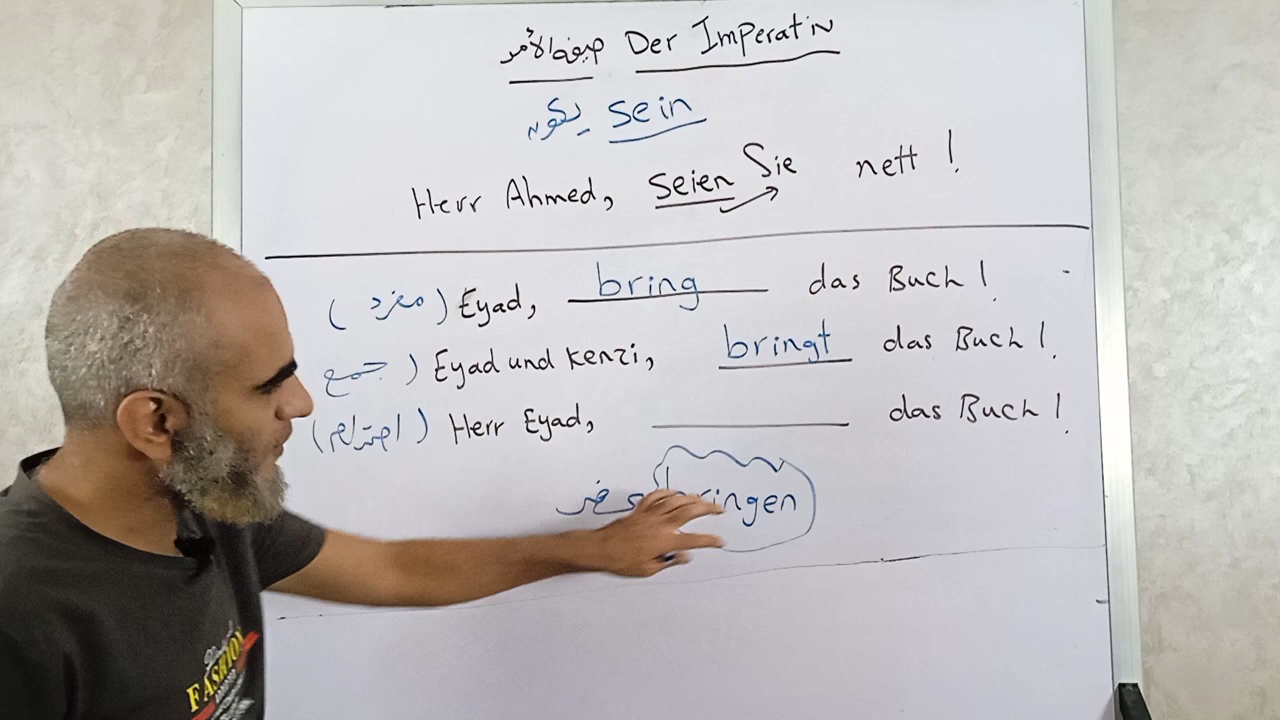 صيغة الأمر Der Imperativ
يكون sein
Herr Ahmed, seien Sie nett !
(مفرد) Eyad, bring das Buch !
جمع) Eyad und Kenzi, bringt das Buch !
(احترام) Herr Eyad, das Buch !
bringen
FASHION